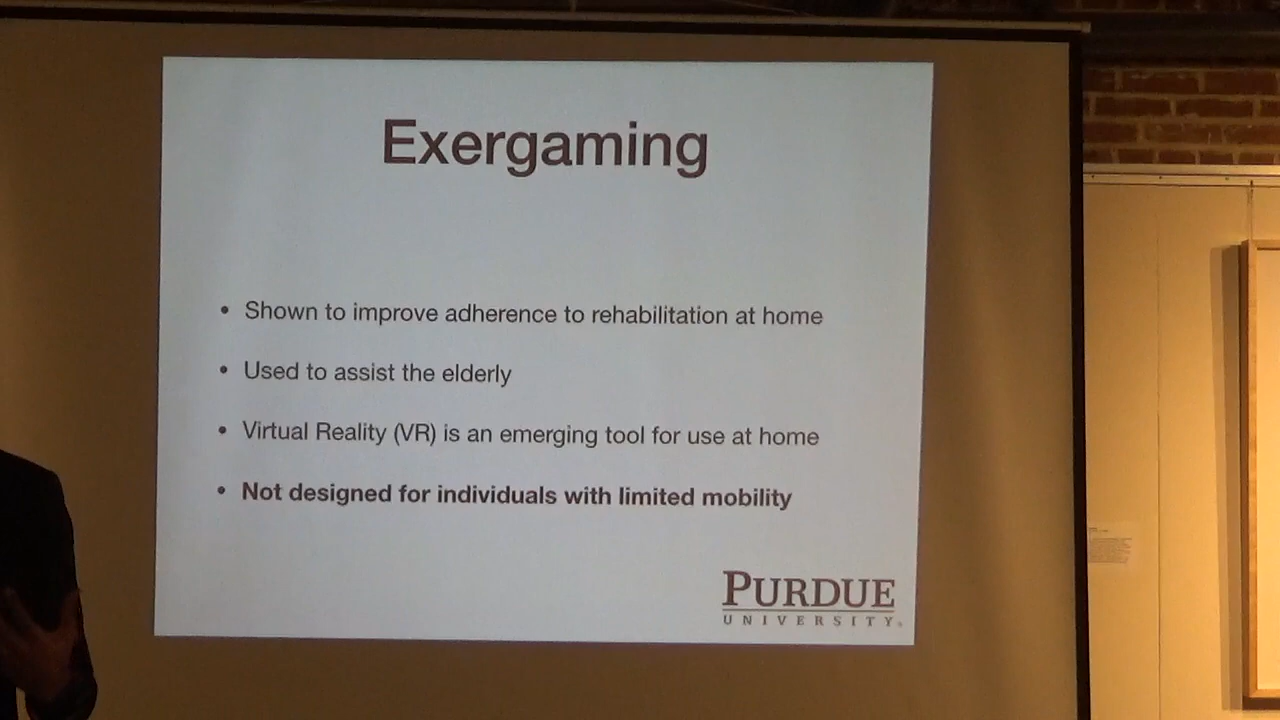 Exergaming
• Shown to improve adherence to rehabilitation at home
• Used to assist the elderly
• Virtual Reality (VR) is an emerging tool for use at home
• Not designed for individuals with limited mobility
PURDUE
UNIVERSITY®